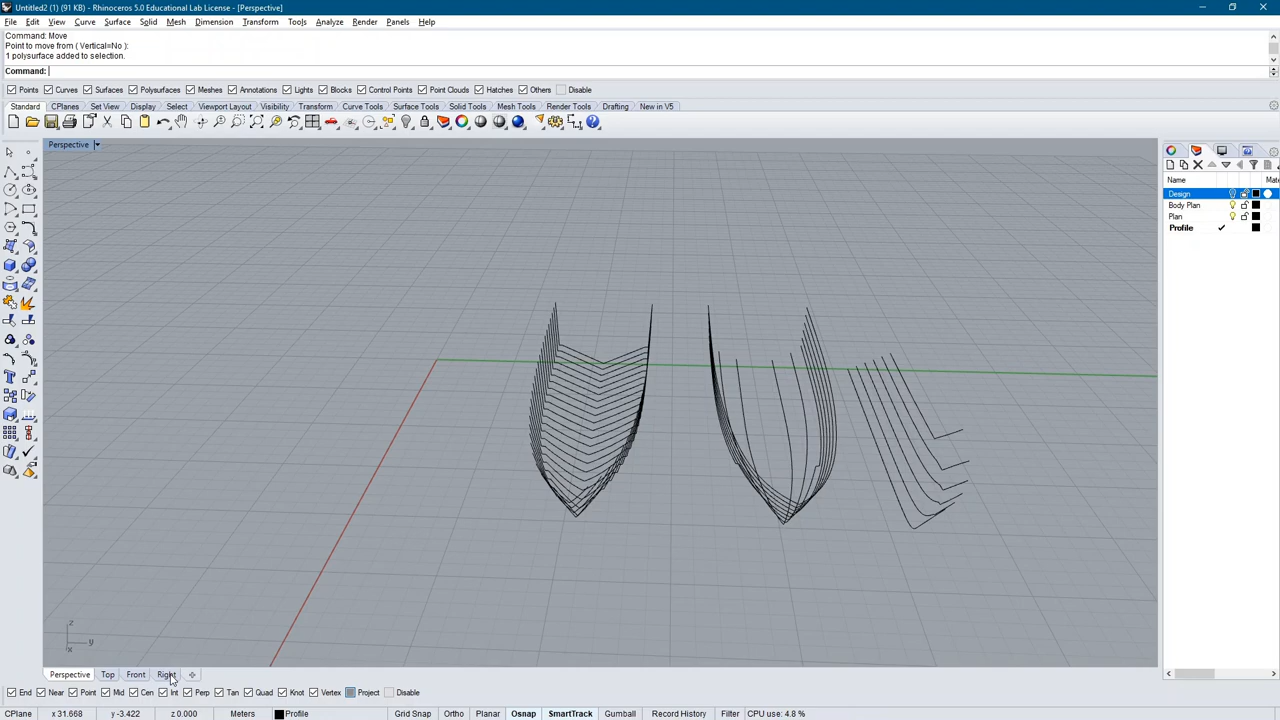 Untitled2 (1) (91 KB) - Rhinoceros 5.0 Educational Lab License - [Perspective]
File Edit View Curve Surface Solid Mesh Dimension Transform Tools Analyze Render Panels Help
Command: Move
Point to move from ( Vertical=No ):
1 polysurface added to selection.
Command:
Points Curves Surfaces Polysurfaces Meshes Annotations Lights Blocks Control Points Point Clouds Hatches Others Disable
Standard CPlanes Set View Display Select Viewport Layout Visibility Transform Curve Tools Surface Tools Solid Tools Mesh Tools Render Tools Drafting New in V5
Perspective
Name Mate
Design
Body Plan
Plan
Profile
z
y
x
Perspective Top Front Right
End Near Point Mid Cen Int Perp Tan Quad Knot Vertex Project Disable
CPlane x 31.668 y -3.422 z 0.000 Meters Profile Grid Snap Ortho Planar Osnap SmartTrack Gumball Record History Filter CPU use: 4.8 %